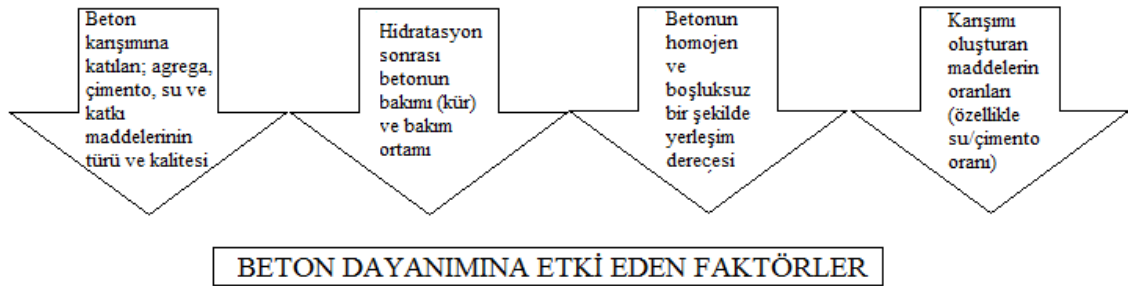 Beton
karışımına
katılan; agrega,
çimento, su ve
katkı
maddelerinin
türü ve kalitesi
Hidratasyon
sonrası
betonun
bakımı (kür)
ve bakım
ortamı
Betonun
homojen
ve
boşluksuz
bir şekilde
yerleşim
dereçesi
Karışımı
oluşturan
maddelerin
oranları
(özellikle
su/çimento
oranı)
BETON DAYANIMINA ETKİ EDEN FAKTÖRLER